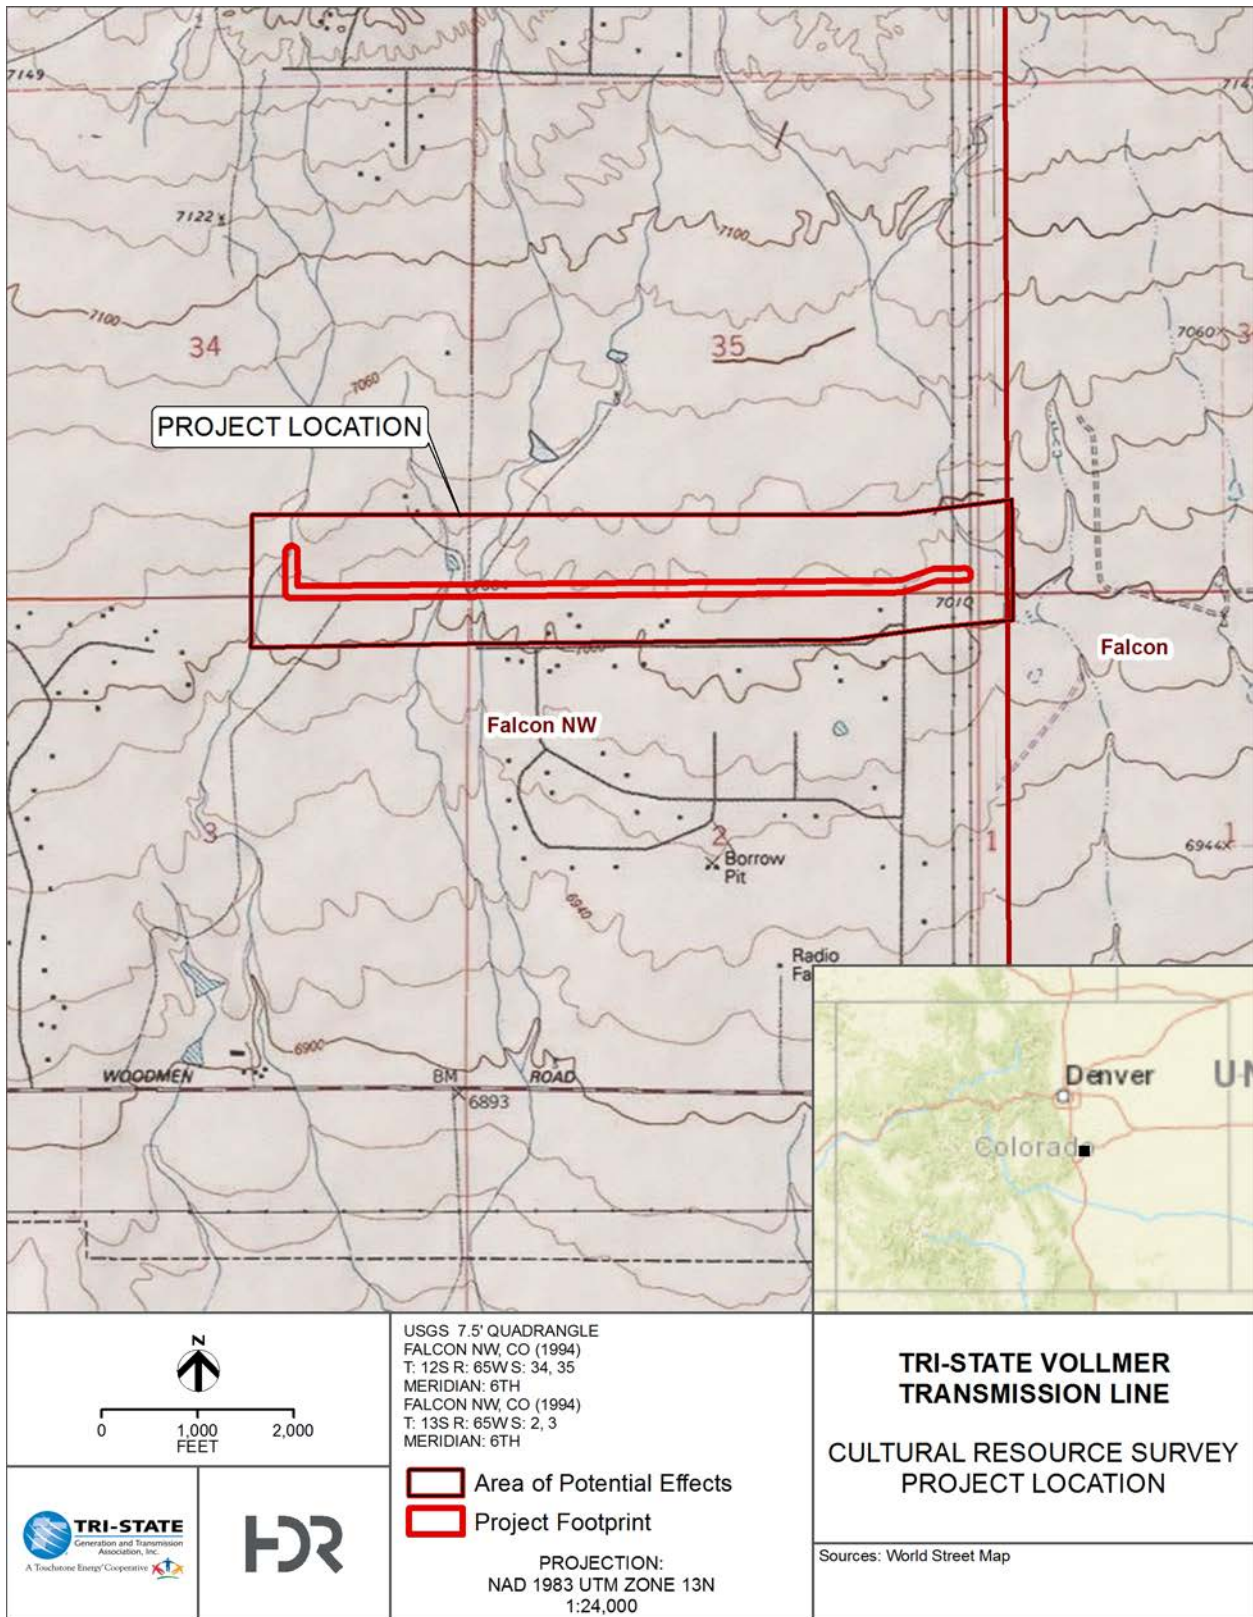 7149
7122
7100
7100
34
35
7060
7060
PROJECT LOCATION
7010
Falcon
Falcon NW
3
2
1
1
Borrow
Pit
6944
6940
Radio
6900
WOODMEN
BM
ROAD
6893
Denver
UN
Colorado
N
0
1,000
2,000
FEET
USGS 7.5' QUADRANGLE
FALCON NW, CO (1994)
T: 12S R: 65W S: 34, 35
MERIDIAN: 6TH
FALCON NW, CO (1994)
T: 13S R: 65W S: 2, 3
MERIDIAN: 6TH
Area of Potential Effects
Project Footprint
PROJECTION:
NAD 1983 UTM ZONE 13N
1:24,000
TRI-STATE VOLLMER
TRANSMISSION LINE
CULTURAL RESOURCE SURVEY
PROJECT LOCATION
Sources: World Street Map
TRI-STATE
Generation and Transmission
Association, Inc.
A Touchstone Energy Cooperative
HDR